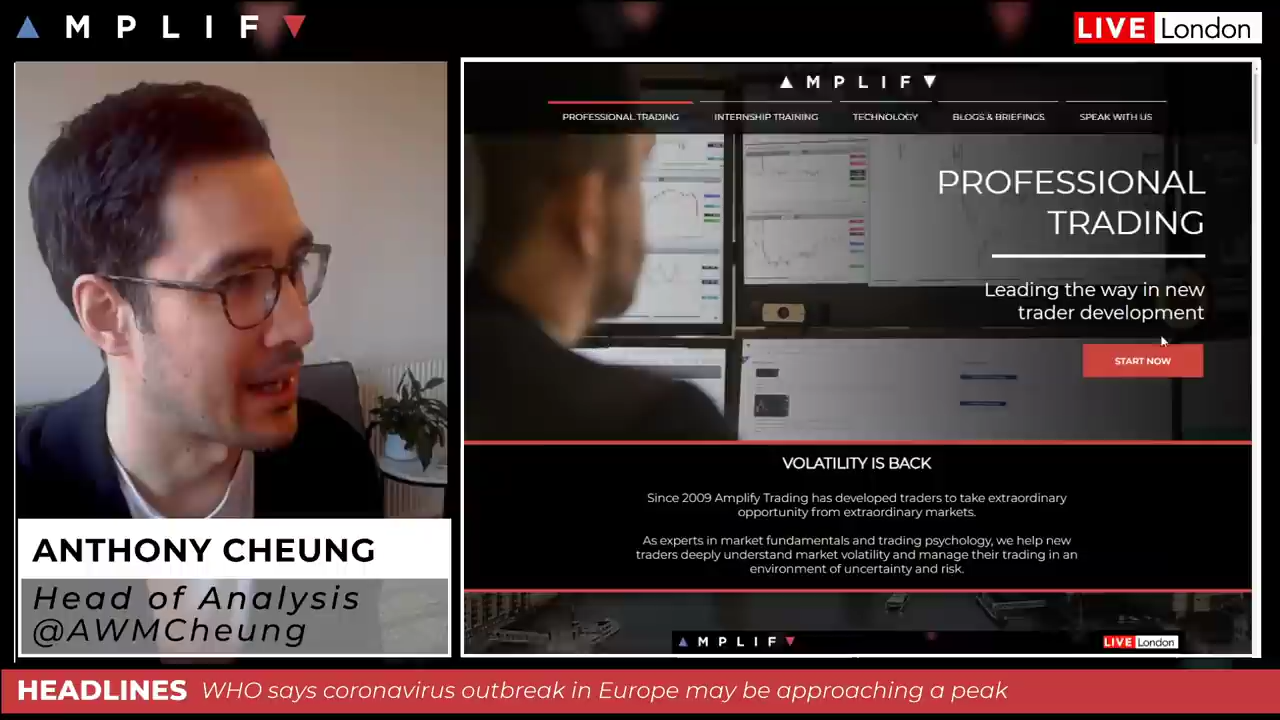 AMPLIFY
LIVE London
AMPLIFY
PROFESSIONAL TRADING
INTERNSHIP TRAINING
TECHNOLOGY
BLOGS & BRIEFINGS
SPEAK WITH US
PROFESSIONAL
TRADING
Leading the way in new
trader development
START NOW
VOLATILITY IS BACK
Since 2009 Amplify Trading has developed traders to take extraordinary
opportunity from extraordinary markets.
As experts in market fundamentals and trading psychology, we help new
traders deeply understand market volatility and manage their trading in an
environment of uncertainty and risk.
AMPLIFY
LIVE London
ANTHONY CHEUNG
Head of Analysis
@AWMCheung
HEADLINES WHO says coronavirus outbreak in Europe may be approaching a peak